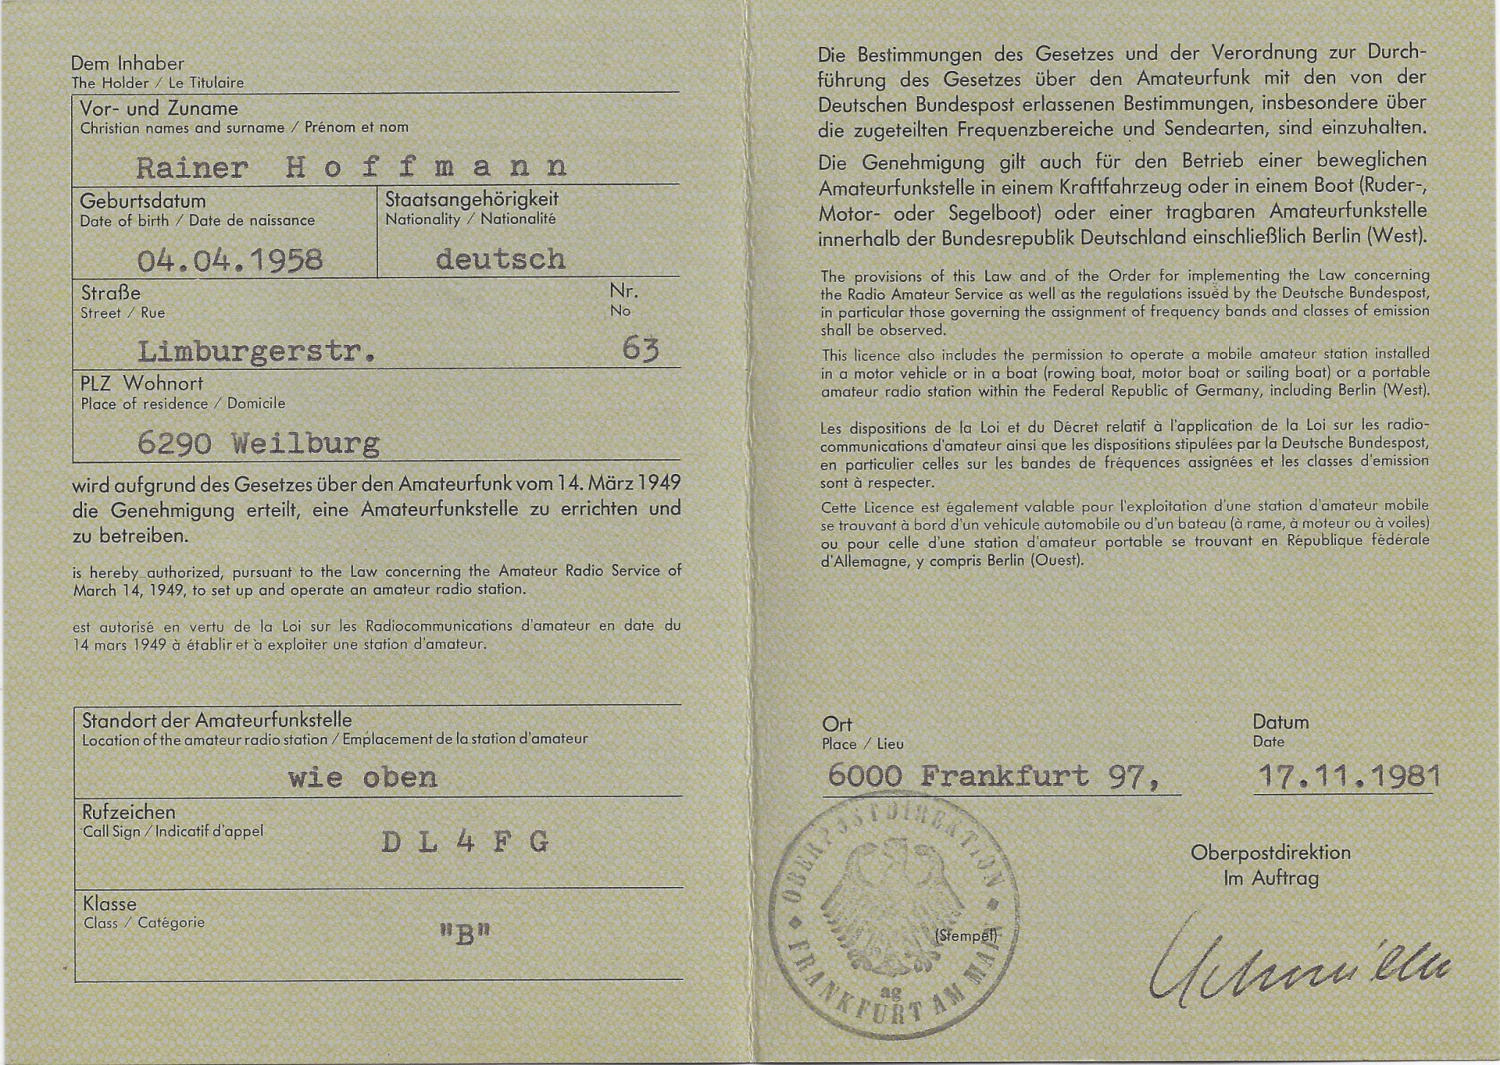 Dem Inhaber
The Holder / Le Titulaire
Vor- und Zuname
Christian names and surname / Prénom et nom
Rainer H o f f m a n n
Geburtsdatum
Date of birth / Date de naissance
04.04.1958
Staatsangehörigkeit
Nationality / Nationalité
deutsch
Straße
Street / Rue
Limburgerstr.
Nr.
No
63
PLZ Wohnort
Place of residence / Domicile
6290 Weilburg
wird aufgrund des Gesetzes über den Amateurfunk vom 14. März 1949
die Genehmigung erteilt, eine Amateurfunkstelle zu errichten und
zu betreiben.
is hereby authorized, pursuant to the Law concerning the Amateur Radio Service of
March 14, 1949, to set up and operate an amateur radio station.
est autorisé en vertu de la Loi sur les Radiocommunications d'amateur en date du
14 mars 1949 à établir et à exploiter une station d'amateur.
Standort der Amateurfunkstelle
Location of the amateur radio station / Emplacement de la station d'amateur
wie oben
Rufzeichen
Call Sign / Indicatif d'appel
D L 4 F G
Klasse
Class / Catégorie
"B"
Die Bestimmungen des Gesetzes und der Verordnung zur Durch-
führung des Gesetzes über den Amateurfunk mit den von der
Deutschen Bundespost erlassenen Bestimmungen, insbesondere über
die zugeteilten Frequenzbereiche und Sendearten, sind einzuhalten.
Die Genehmigung gilt auch für den Betrieb einer beweglichen
Amateurfunkstelle in einem Kraftfahrzeug oder in einem Boot (Ruder-,
Motor- oder Segelboot) oder einer tragbaren Amateurfunkstelle
innerhalb der Bundesrepublik Deutschland einschließlich Berlin (West).
The provisions of this Law and of the Order for implementing the Law concerning
the Radio Amateur Service as well as the regulations issued by the Deutsche Bundespost,
in particular those governing the assignment of frequency bands and classes of emission
shall be observed.
This licence also includes the permission to operate a mobile amateur station installed
in a motor vehicle or in a boat (rowing boat, motor boat or sailing boat) or a portable
amateur radio station within the Federal Republic of Germany, including Berlin (West).
Les dispositions de la Loi et du Décret relatif à l'application de la Loi sur les radio-
communications d'amateur ainsi que les dispositions stipulées par la Deutsche Bundespost,
en particulier celles sur les bandes de fréquences assignées et les classes d'emission
sont à respecter.
Cette Licence est également valable pour l'exploitation d'une station d'amateur mobile
se trouvant à bord d'un vehicule automobile ou d'un bateau (à rame, à moteur ou à voiles)
ou pour celle d'une station d'amateur portable se trouvant en République fédérale
d'Allemagne, y compris Berlin (Ouest).
Ort
Place / Lieu
6000 Frankfurt 97,
Datum
Date
17.11.1981
OBERPOSTDIREKTION
FRANKFURT AM MAIN
ag
(Stempel)
Oberpostdirektion
Im Auftrag